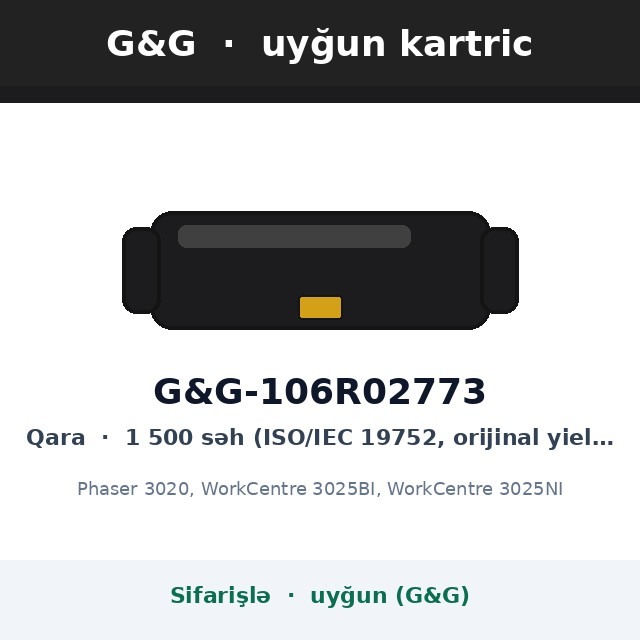 G&G · uyğun kartric
G&G-106R02773
Qara · 1 500 səh (ISO/IEC 19752, orijinal yiel…
Phaser 3020, WorkCentre 3025BI, WorkCentre 3025NI
Sifarişlə · uyğun (G&G)